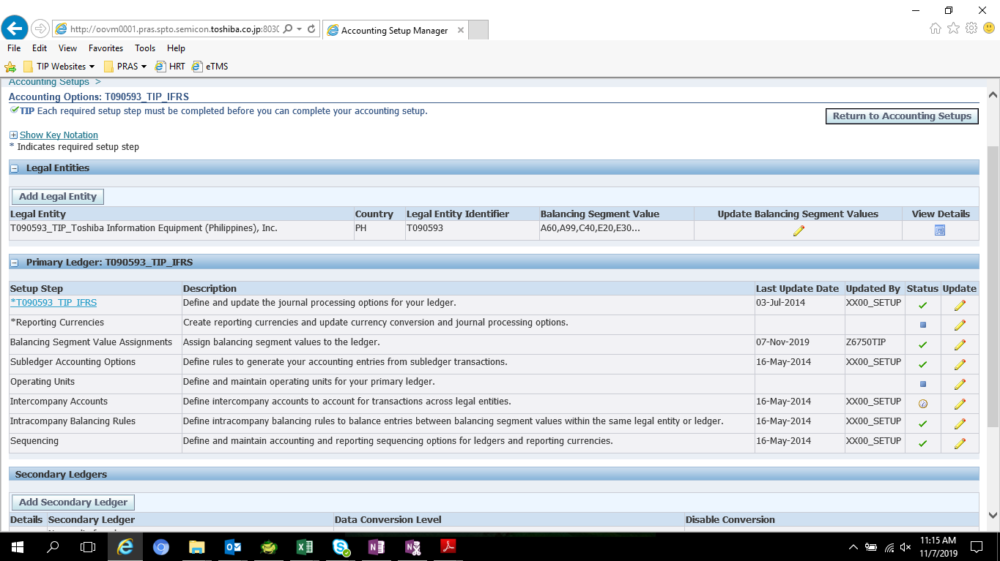 http://oovm0001.pras.spto.semicon.toshiba.co.jp:8030
Accounting Setup Manager
File Edit View Favorites Tools Help
TIP Websites PRAS HRT eTMS
Accounting Setups >
Accounting Options: T090593_TIP_IFRS
TIP Each required setup step must be completed before you can complete your accounting setup.
Return to Accounting Setups
Show Key Notation
* Indicates required setup step
Legal Entities
Add Legal Entity
Legal Entity Country Legal Entity Identifier Balancing Segment Value Update Balancing Segment Values View Details
T090593_TIP_Toshiba Information Equipment (Philippines), Inc. PH T090593 A60,A99,C40,E20,E30...
Primary Ledger: T090593_TIP_IFRS
Setup Step Description Last Update Date Updated By Status Update
*T090593_TIP_IFRS Define and update the journal processing options for your ledger. 03-Jul-2014 XX00_SETUP
*Reporting Currencies Create reporting currencies and update currency conversion and journal processing options.
Balancing Segment Value Assignments Assign balancing segment values to the ledger. 07-Nov-2019 Z6750TIP
Subledger Accounting Options Define rules to generate your accounting entries from subledger transactions. 16-May-2014 XX00_SETUP
Operating Units Define and maintain operating units for your primary ledger.
Intercompany Accounts Define intercompany accounts to account for transactions across legal entities. 16-May-2014 XX00_SETUP
Intracompany Balancing Rules Define intracompany balancing rules to balance entries between balancing segment values within the same legal entity or ledger. 16-May-2014 XX00_SETUP
Sequencing Define and maintain accounting and reporting sequencing options for ledgers and reporting currencies. 16-May-2014 XX00_SETUP
Secondary Ledgers
Add Secondary Ledger
Details Secondary Ledger Data Conversion Level Disable Conversion
11:15 AM
11/7/2019